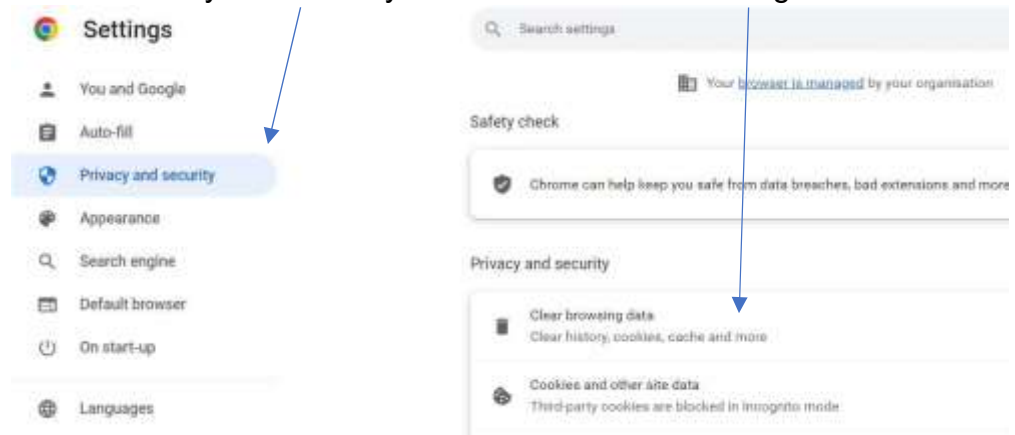 Settings
You and Google
Auto-fill
Privacy and security
Appearance
Search engine
Default browser
On start-up
Languages
Search settings
Your browser is managed by your organisation
Safety check
Chrome can help keep you safe from data breaches, bad extensions and more
Privacy and security
Clear browsing data
Clear history, cookies, cache and more
Cookies and other site data
Third-party cookies are blocked in Incognito mode